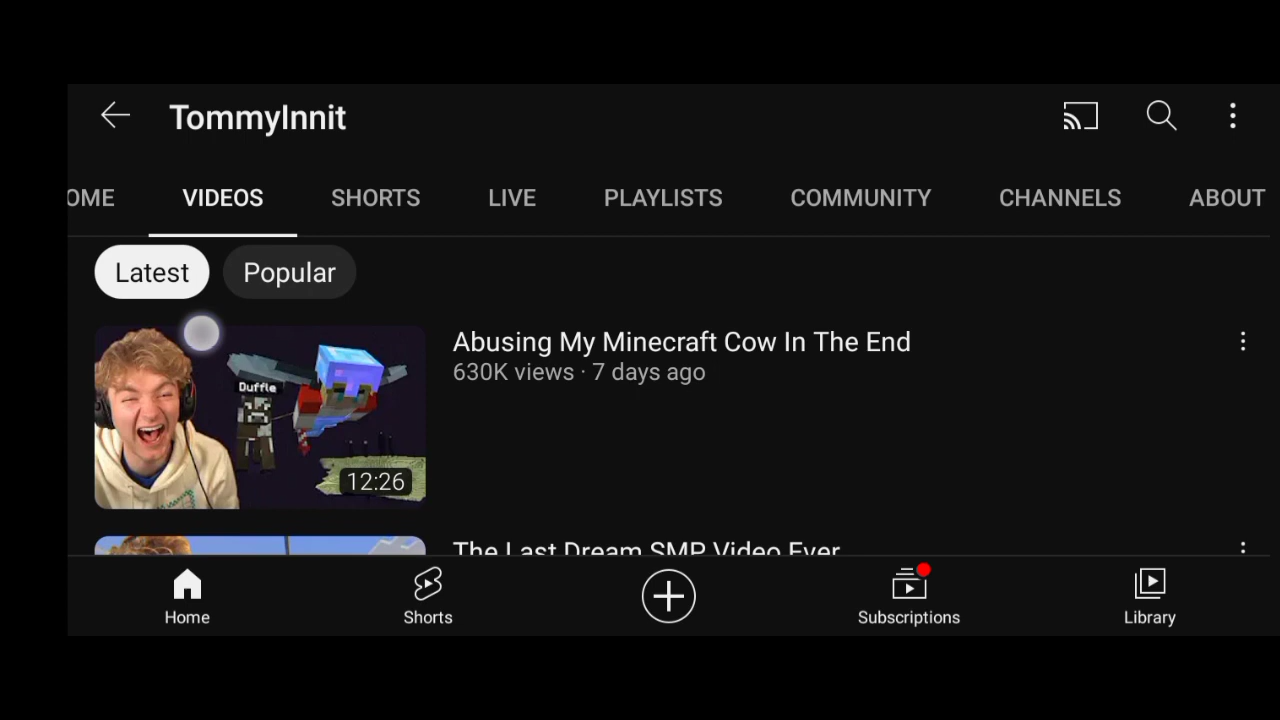 TommyInnit
OME VIDEOS SHORTS LIVE PLAYLISTS COMMUNITY CHANNELS ABOUT
Latest Popular
Abusing My Minecraft Cow In The End
630K views · 7 days ago
Duffle
12:26
The Last Dream SMP Video Ever
Home Shorts Subscriptions Library